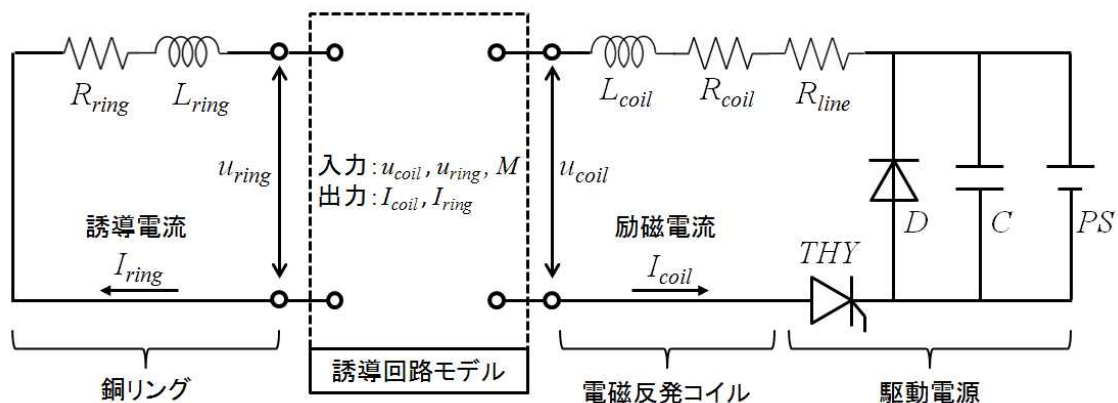 R_ring
L_ring
L_coil
R_coil
R_line
u_ring
入力：u_coil, u_ring, M
出力：I_coil, I_ring
u_coil
誘導電流
I_ring
励磁電流
I_coil
THY
D
C
PS
銅リング
誘導回路モデル
電磁反発コイル
駆動電源